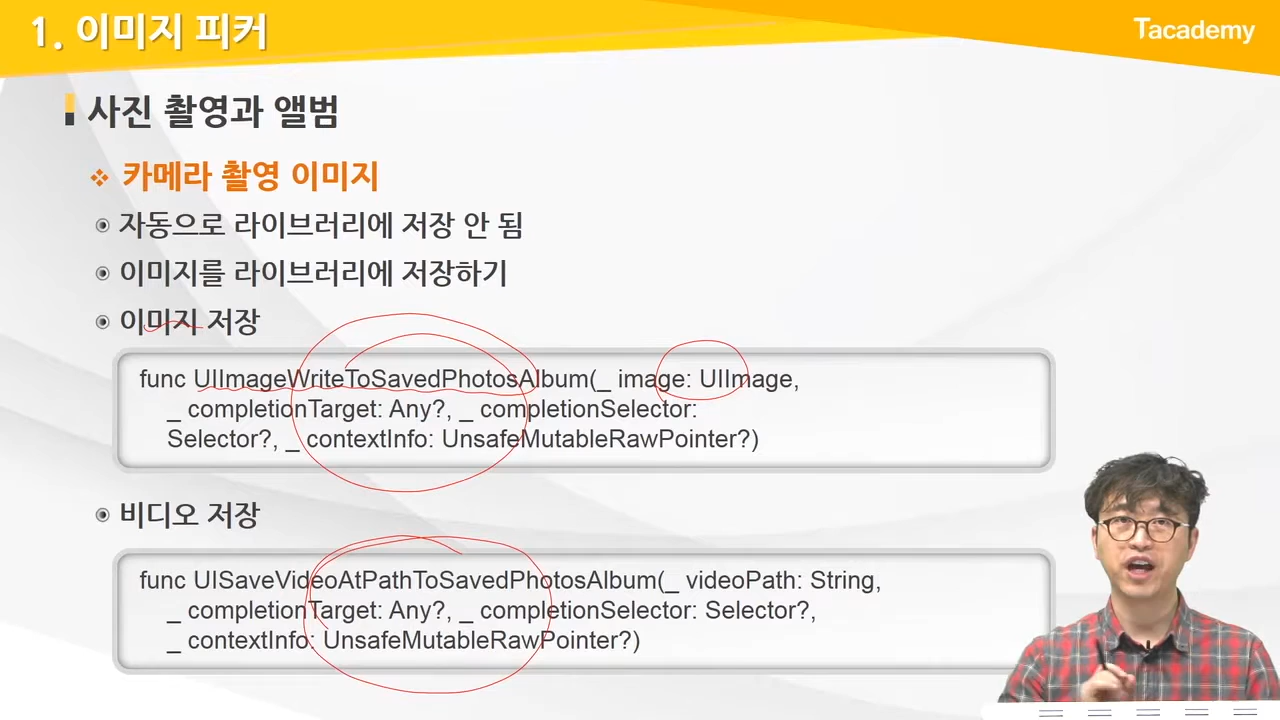 1. 이미지 피커
Tacademy
사진 촬영과 앨범
카메라 촬영 이미지
자동으로 라이브러리에 저장 안 됨
이미지를 라이브러리에 저장하기
이미지 저장
func UIImageWriteToSavedPhotosAlbum(_ image: UIImage,
_ completionTarget: Any?, _ completionSelector:
Selector?, _ contextInfo: UnsafeMutableRawPointer?)
비디오 저장
func UISaveVideoAtPathToSavedPhotosAlbum(_ videoPath: String,
_ completionTarget: Any?, _ completionSelector: Selector?,
_ contextInfo: UnsafeMutableRawPointer?)